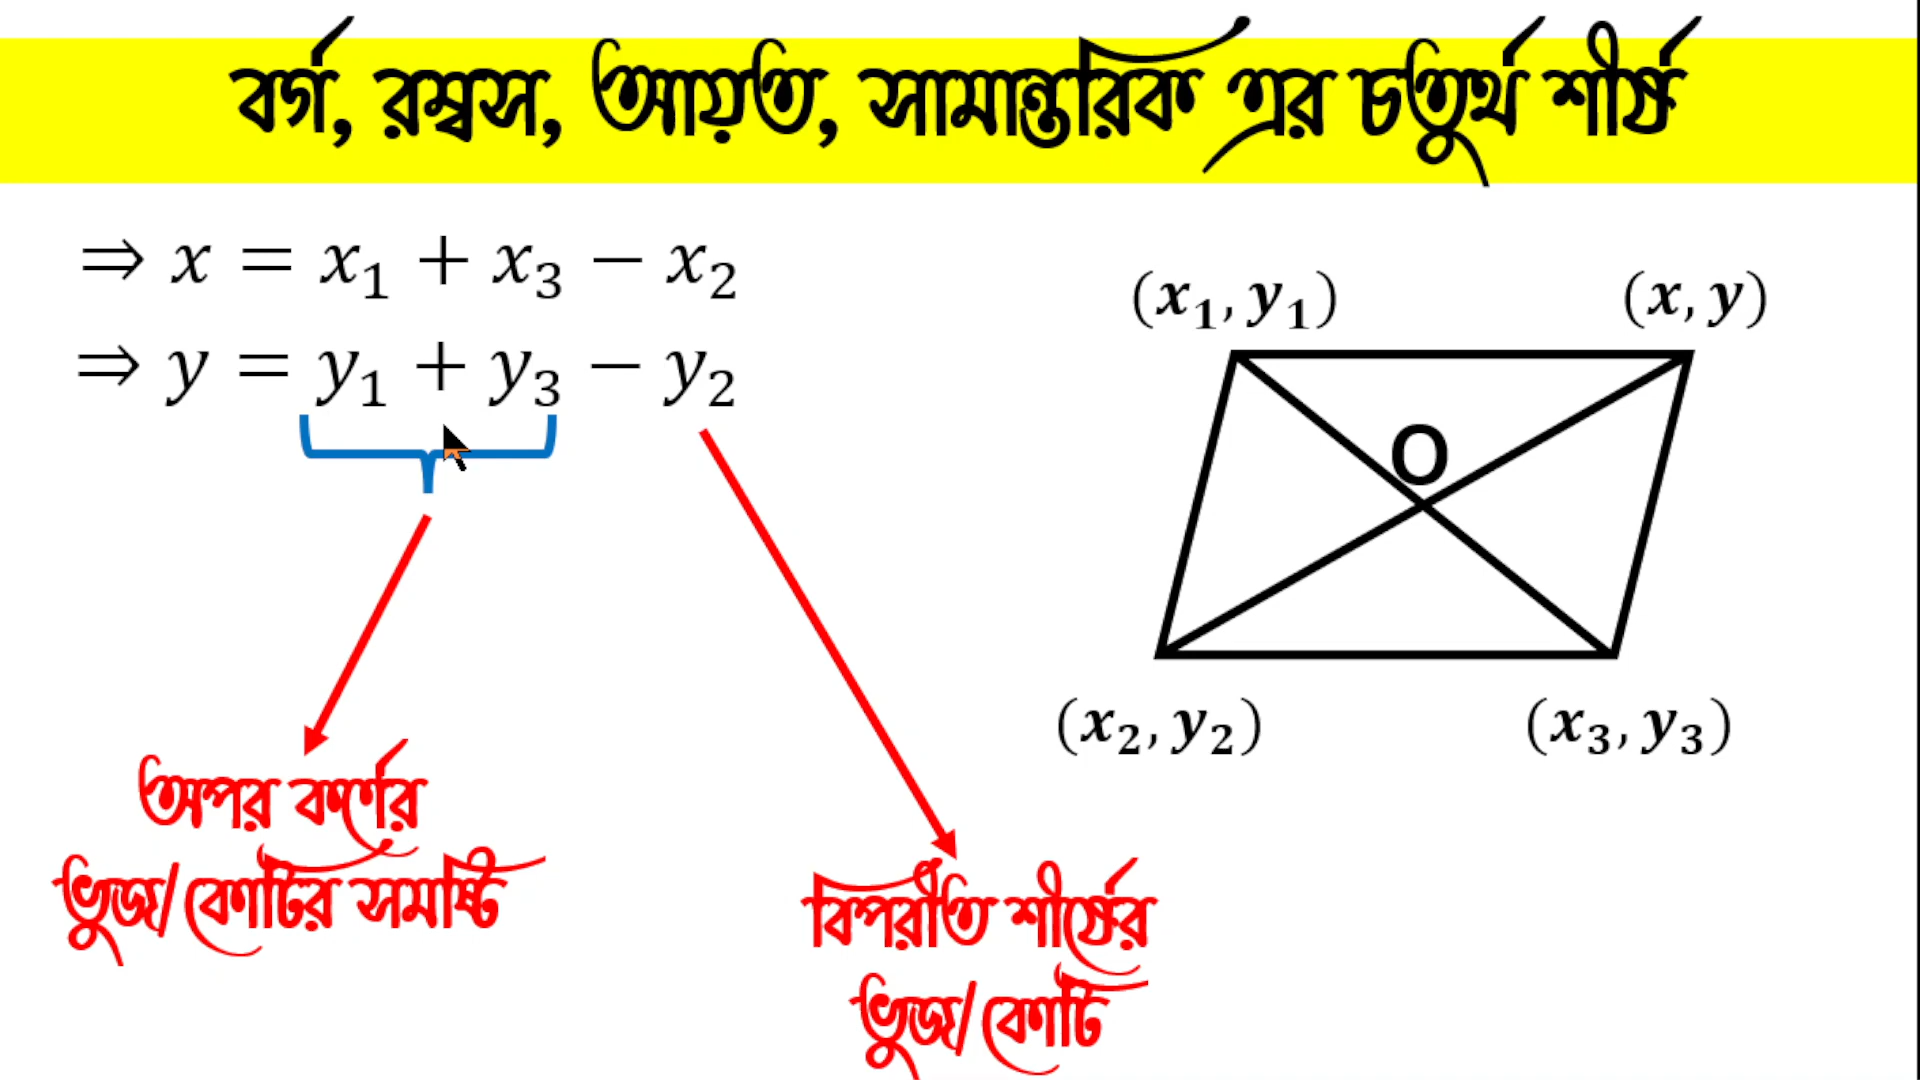 বর্গ, রম্বস, আয়ত, সামান্তরিক এর চতুর্থ শীর্ষ
⇒ x = x₁ + x₃ − x₂
⇒ y = y₁ + y₃ − y₂
(x₁, y₁)
(x, y)
O
(x₂, y₂)
(x₃, y₃)
অপর কর্ণের
ভুজ/কোটির সমষ্টি
বিপরীত শীর্ষের
ভুজ/কোটি